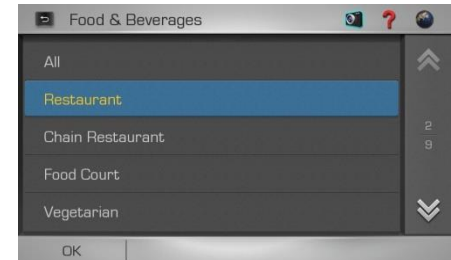 Food & Beverages
?
All
Restaurant
Chain Restaurant
2
9
Food Court
Vegetarian
OK